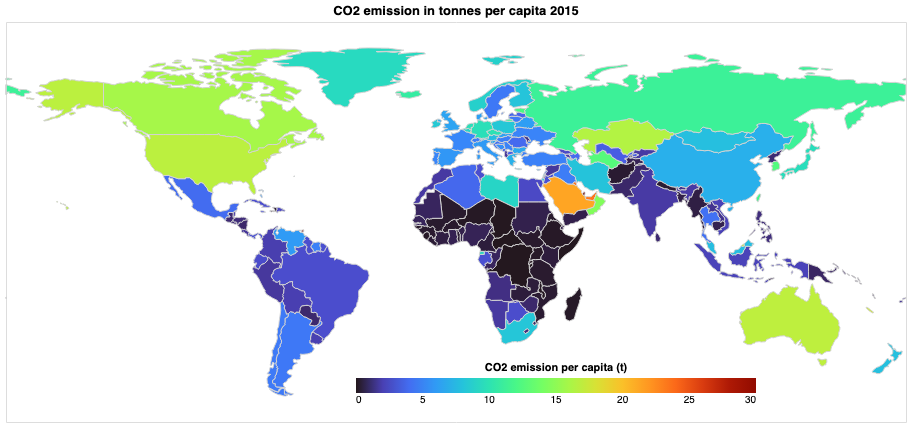 CO2 emission in tonnes per capita 2015
CO2 emission per capita (t)
0 5 10 15 20 25 30